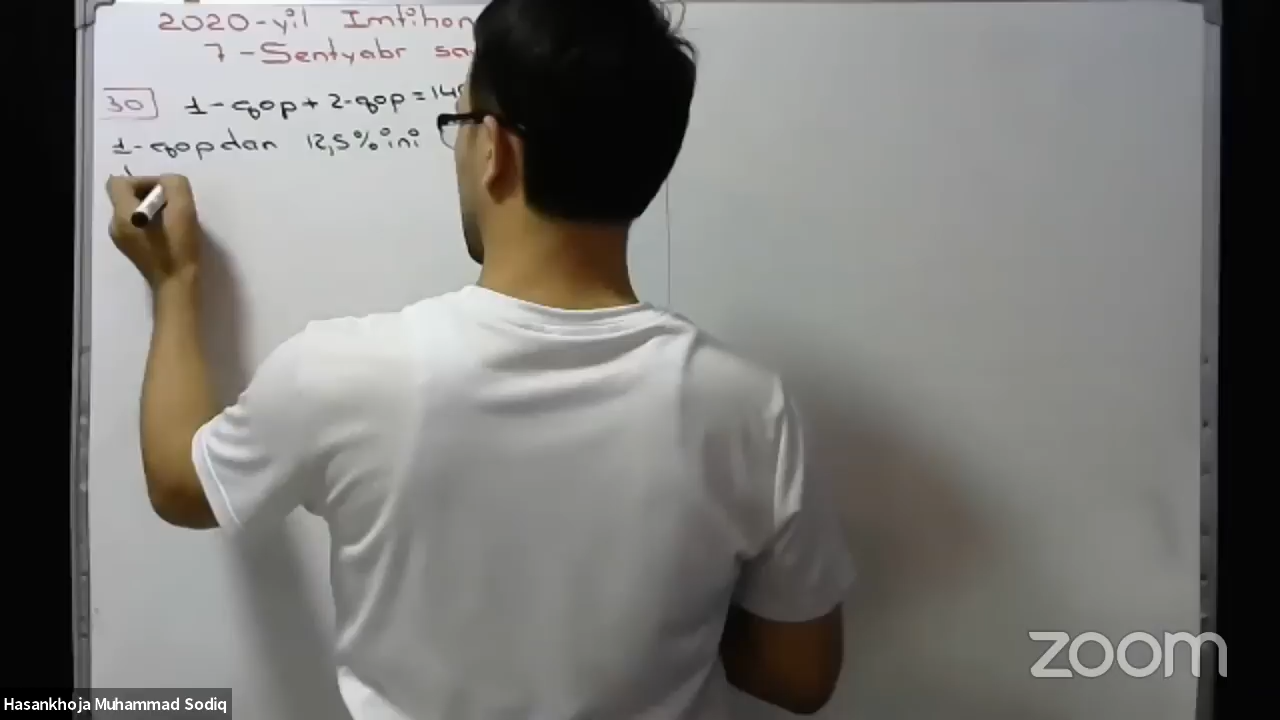 2020-yil Imtihon
7-Sentyabr
30 1-qop+2-qop=140
1-qopdan 12,5%ini
zoom
Hasankhoja Muhammad Sodiq